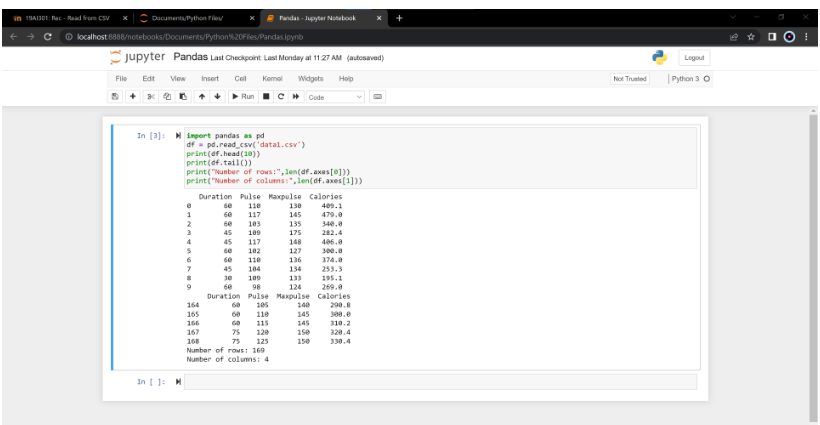 19AI301: Rec - Read from CSV Documents/Python Files/ Pandas - Jupyter Notebook
localhost:8888/notebooks/Documents/Python%20Files/Pandas.ipynb
jupyter Pandas Last Checkpoint: Last Monday at 11:27 AM (autosaved) Logout
File Edit View Insert Cell Kernel Widgets Help Not Trusted Python 3
Run Code
In [3]: import pandas as pd
df = pd.read_csv('data1.csv')
print(df.head(10))
print(df.tail())
print("Number of rows:",len(df.axes[0]))
print("Number of columns:",len(df.axes[1]))
Duration Pulse Maxpulse Calories
0 60 110 130 409.1
1 60 117 145 479.0
2 60 103 135 340.0
3 45 109 175 282.4
4 45 117 148 406.0
5 60 102 127 300.0
6 60 110 136 374.0
7 45 104 134 253.3
8 30 109 133 195.1
9 60 98 124 269.0
Duration Pulse Maxpulse Calories
164 60 105 140 290.8
165 60 110 145 300.0
166 60 115 145 310.2
167 75 120 150 320.4
168 75 125 150 330.4
Number of rows: 169
Number of columns: 4
In [ ]: